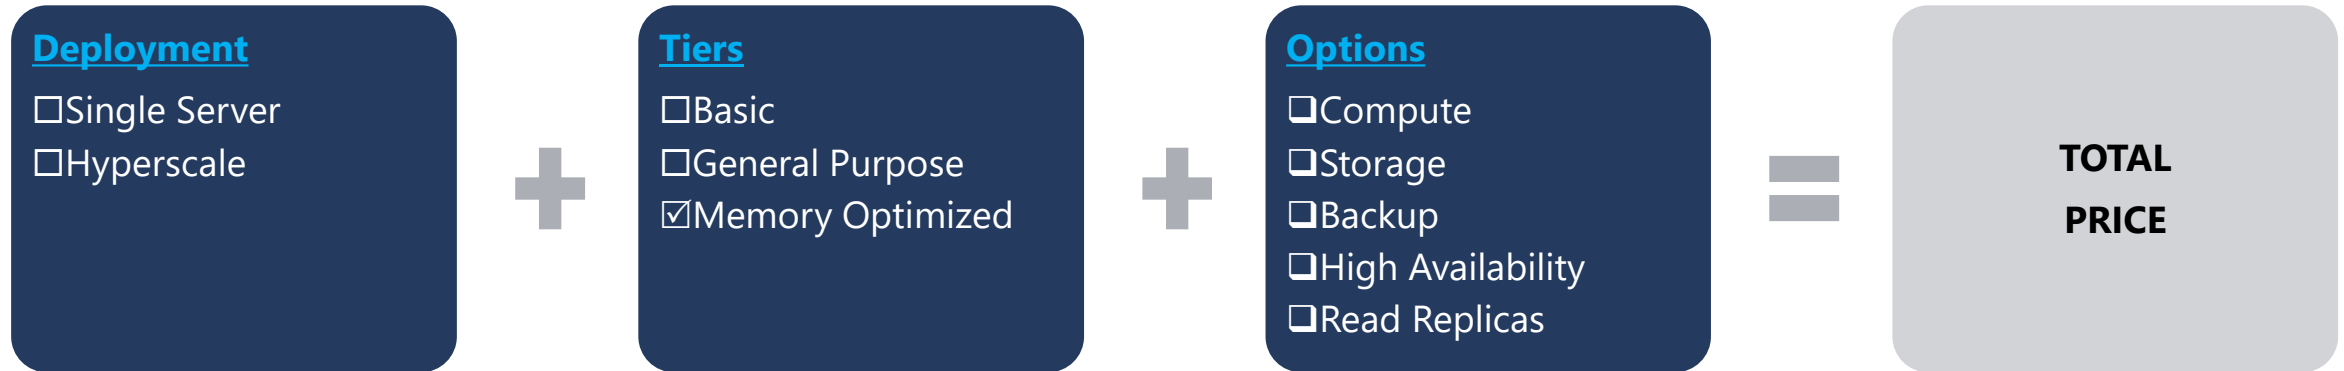 Deployment
☐Single Server
☐Hyperscale
Tiers
☐Basic
☐General Purpose
☑Memory Optimized
Options
❑Compute
❑Storage
❑Backup
❑High Availability
❑Read Replicas
TOTAL
PRICE